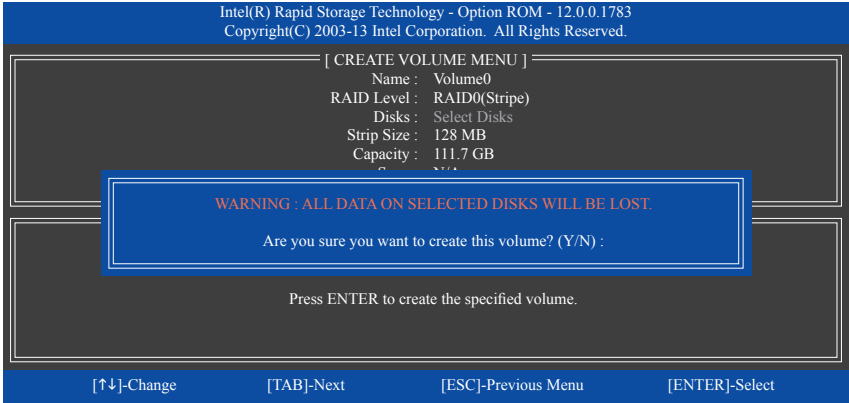 Intel(R) Rapid Storage Technology - Option ROM - 12.0.0.1783
Copyright(C) 2003-13 Intel Corporation. All Rights Reserved.
[ CREATE VOLUME MENU ]
Name : Volume0
RAID Level : RAID0(Stripe)
Disks : Select Disks
Strip Size : 128 MB
Capacity : 111.7 GB
WARNING : ALL DATA ON SELECTED DISKS WILL BE LOST.
Are you sure you want to create this volume? (Y/N) :
Press ENTER to create the specified volume.
[↑↓]-Change [TAB]-Next [ESC]-Previous Menu [ENTER]-Select